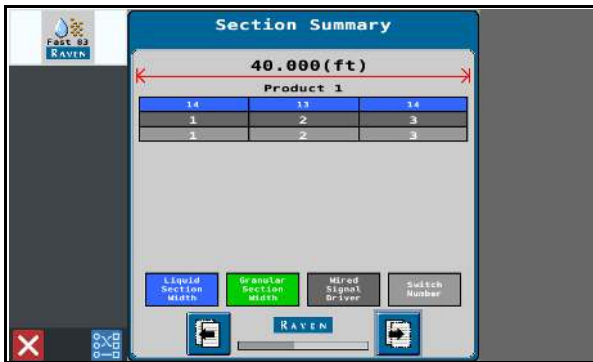 Section Summary
Fast 83
RAVEN
40.000(ft)
Product 1
14 13 14
1 2 3
1 2 3
Liquid Section Width
Granular Section Width
Wired Signal Driver
Switch Number
RAVEN